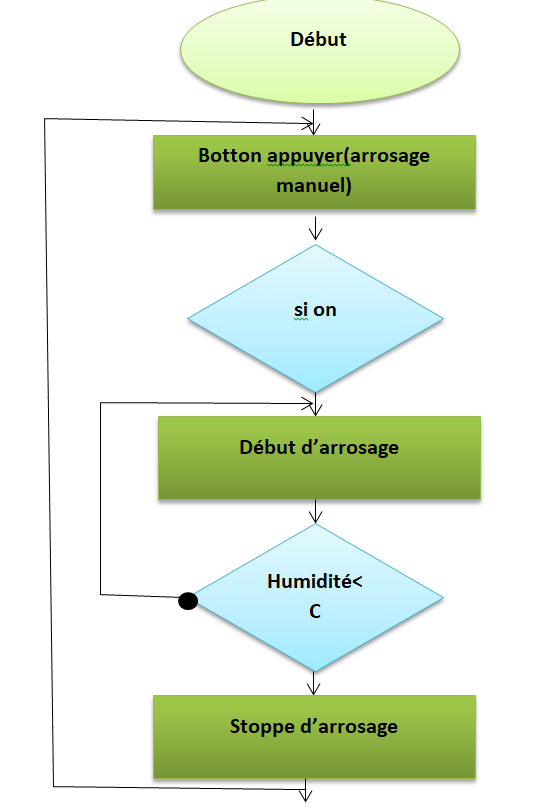 Début
Botton appuyer(arrosage
manuel)
si on
Début d’arrosage
Humidité<
C
Stoppe d’arrosage